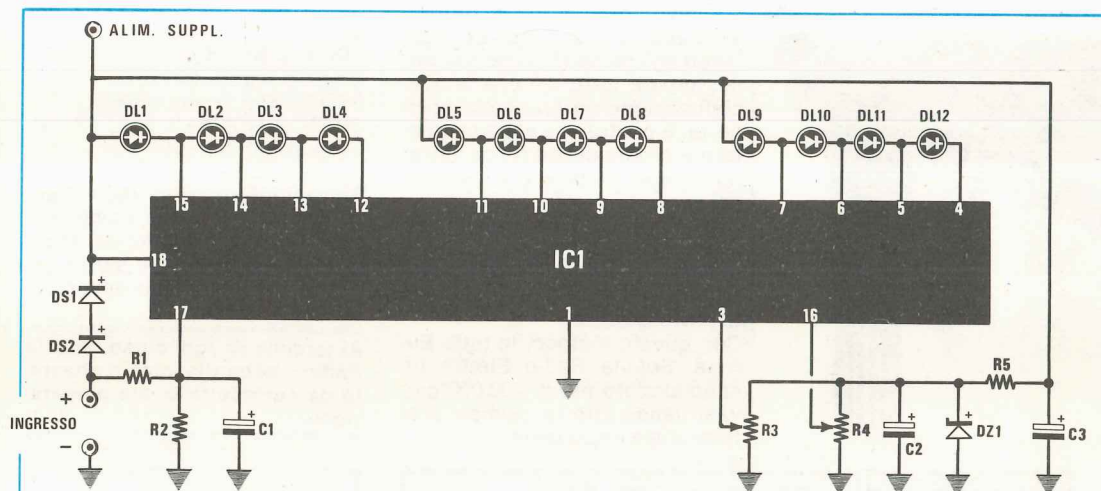 ALIM. SUPPL.
DL1 DL2 DL3 DL4 DL5 DL6 DL7 DL8 DL9 DL10 DL11 DL12
15 14 13 12 11 10 9 8 7 6 5 4
IC1
18
DS1 +
17 1 3 16
DS2 +
R1 R5
+ + + +
INGRESSO R2 C1 R3 R4 C2 DZ1 C3
-